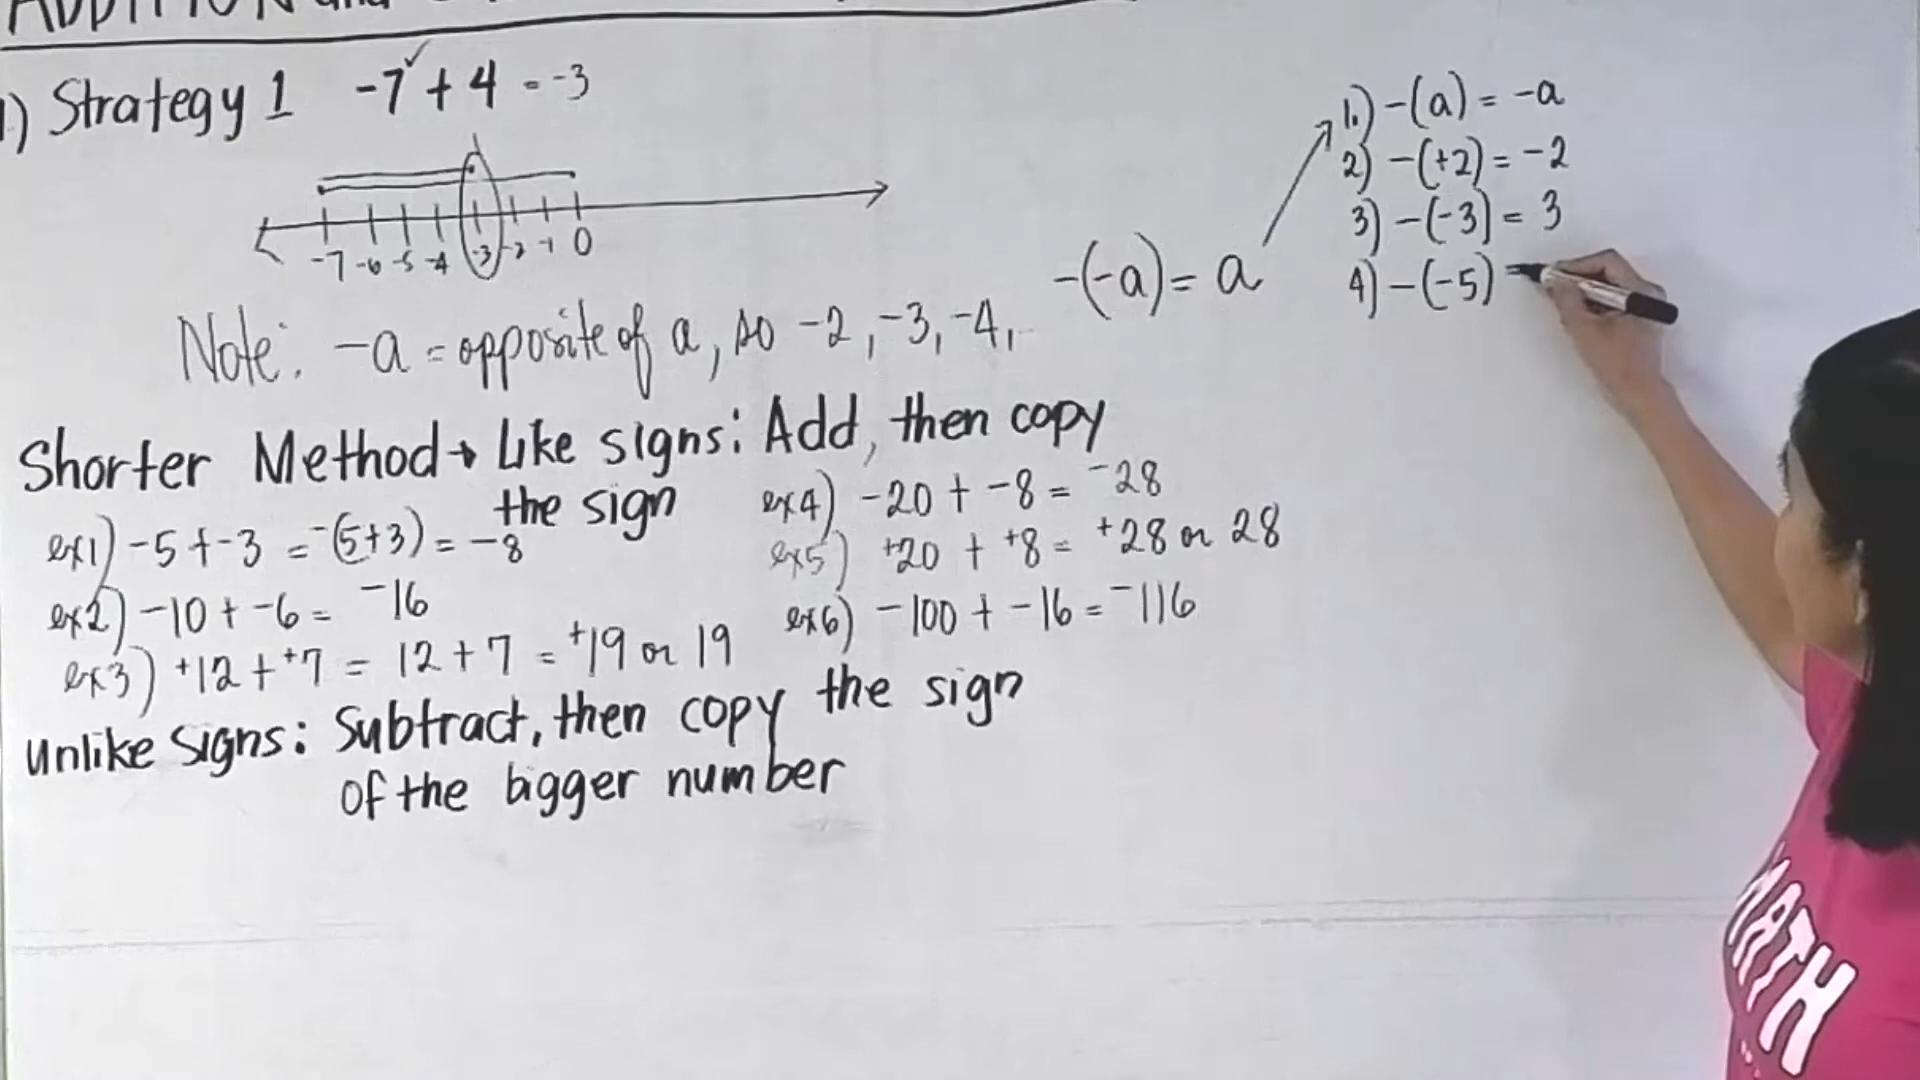 ADDITION and
1) Strategy 1 -7 + 4 = -3
-7 -6 -5 -4 -3 -2 -1 0
Note: -a = opposite of a, so -2, -3, -4,
-(-a) = a
1.) -(a) = -a
2) -(+2) = -2
3) -(-3) = 3
4) -(-5) =
Shorter Method → Like signs: Add, then copy
the sign
ex1) -5 + -3 = -(5+3) = -8
ex2) -10 + -6 = -16
ex3) +12 + +7 = 12 + 7 = +19 or 19
ex4) -20 + -8 = -28
ex5) +20 + +8 = +28 or 28
ex6) -100 + -16 = -116
unlike signs: Subtract, then copy the sign
of the bigger number
MATH